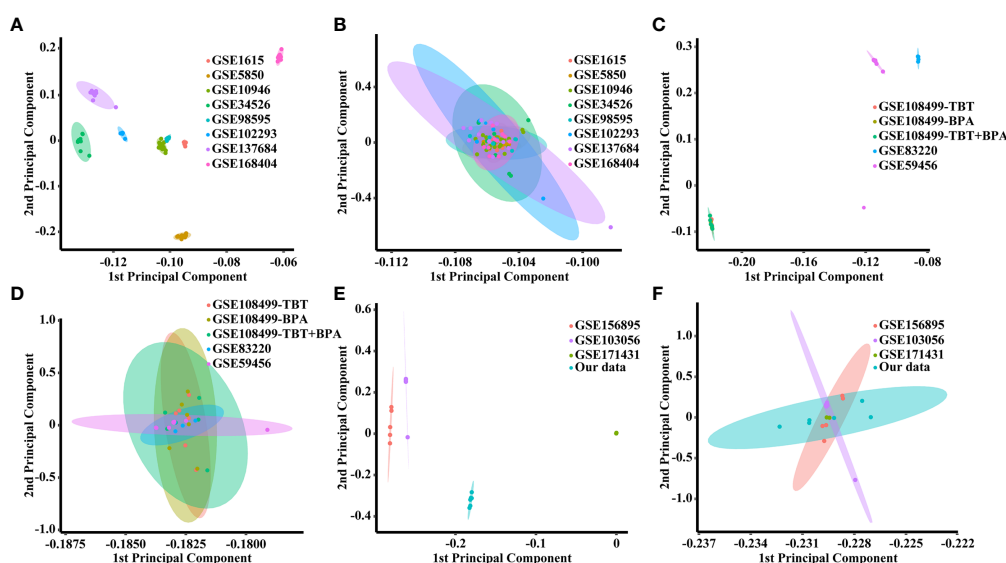 A
2nd Principal Component
0.2
0.1
0
-0.1
-0.2
-0.12
-0.10
-0.08
-0.06
1st Principal Component
GSE1615
GSE5850
GSE10946
GSE34526
GSE98595
GSE102293
GSE137684
GSE168404
B
2nd Principal Component
0.4
0
-0.4
-0.112
-0.108
-0.104
-0.100
1st Principal Component
GSE1615
GSE5850
GSE10946
GSE34526
GSE98595
GSE102293
GSE137684
GSE168404
C
2nd Principal Component
0.3
0.2
0.1
0
-0.1
-0.20
-0.16
-0.12
-0.08
1st Principal Component
GSE108499-TBT
GSE108499-BPA
GSE108499-TBT+BPA
GSE83220
GSE59456
D
2nd Principal Component
1.0
0.5
0
-0.5
-1.0
-0.1875
-0.1850
-0.1825
-0.1800
1st Principal Component
GSE108499-TBT
GSE108499-BPA
GSE108499-TBT+BPA
GSE83220
GSE59456
E
2nd Principal Component
0.6
0.4
0.2
0
-0.2
-0.4
-0.2
-0.1
0
1st Principal Component
GSE156895
GSE103056
GSE171431
Our data
F
2nd Principal Component
1.0
0.5
0
-0.5
-1.0
-0.237
-0.234
-0.231
-0.228
-0.225
-0.222
1st Principal Component
GSE156895
GSE103056
GSE171431
Our data